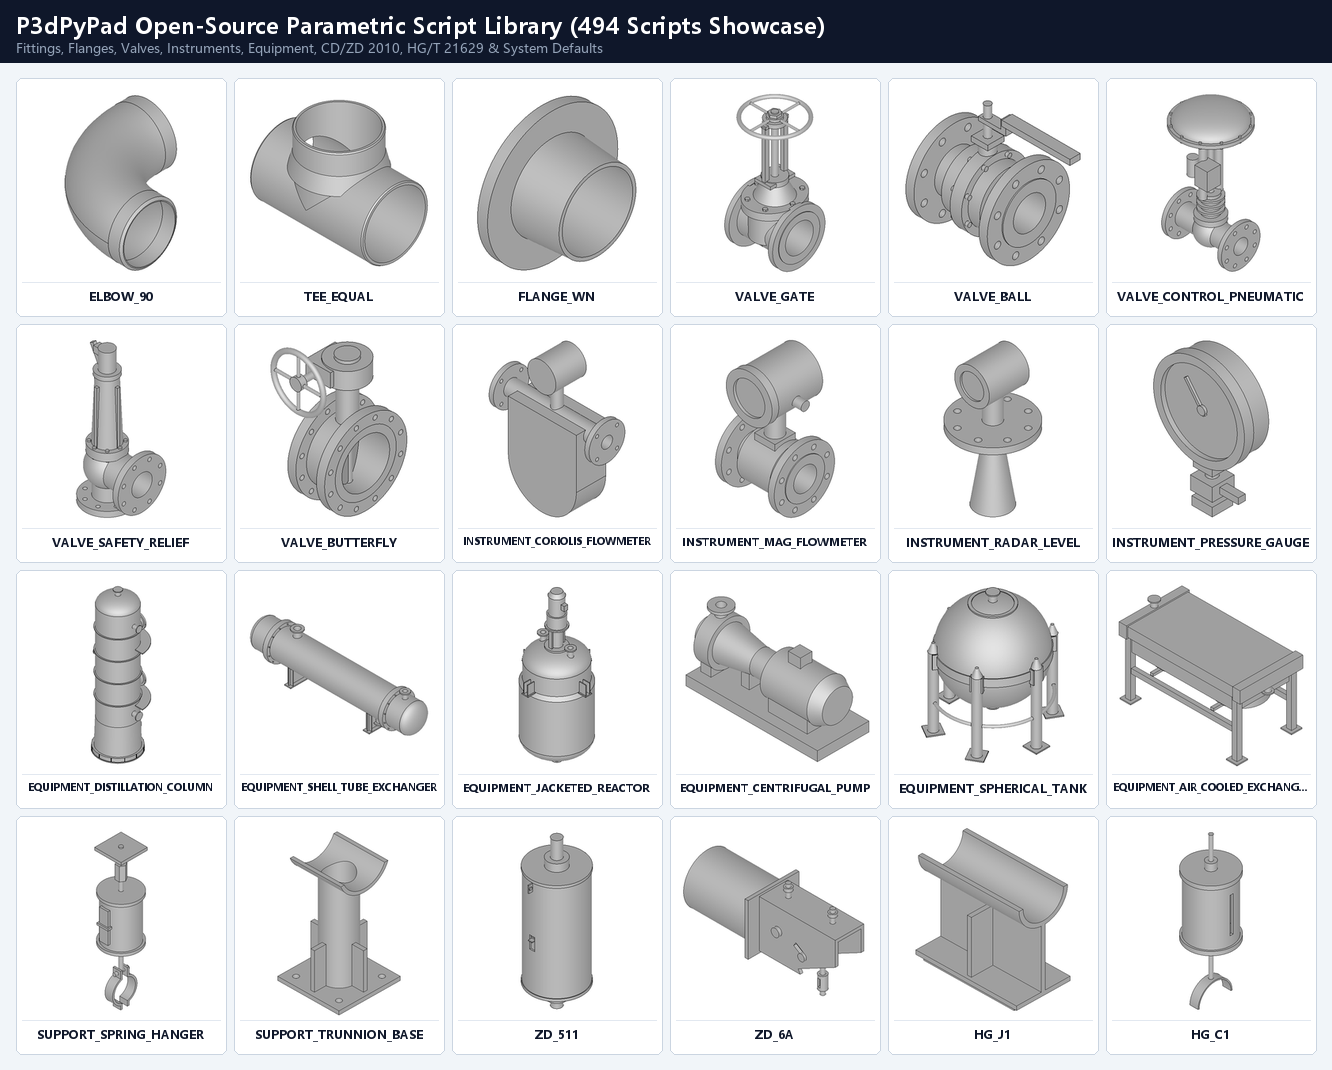 P3dPyPad Open-Source Parametric Script Library (494 Scripts Showcase)
Fittings, Flanges, Valves, Instruments, Equipment, CD/ZD 2010, HG/T 21629 & System Defaults
ELBOW_90
TEE_EQUAL
FLANGE_WN
VALVE_GATE
VALVE_BALL
VALVE_CONTROL_PNEUMATIC
VALVE_SAFETY_RELIEF
VALVE_BUTTERFLY
INSTRUMENT_CORIOLIS_FLOWMETER
INSTRUMENT_MAG_FLOWMETER
INSTRUMENT_RADAR_LEVEL
INSTRUMENT_PRESSURE_GAUGE
EQUIPMENT_DISTILLATION_COLUMN
EQUIPMENT_SHELL_TUBE_EXCHANGER
EQUIPMENT_JACKETED_REACTOR
EQUIPMENT_CENTRIFUGAL_PUMP
EQUIPMENT_SPHERICAL_TANK
EQUIPMENT_AIR_COOLED_EXCHANG...
SUPPORT_SPRING_HANGER
SUPPORT_TRUNNION_BASE
ZD_511
ZD_6A
HG_J1
HG_C1